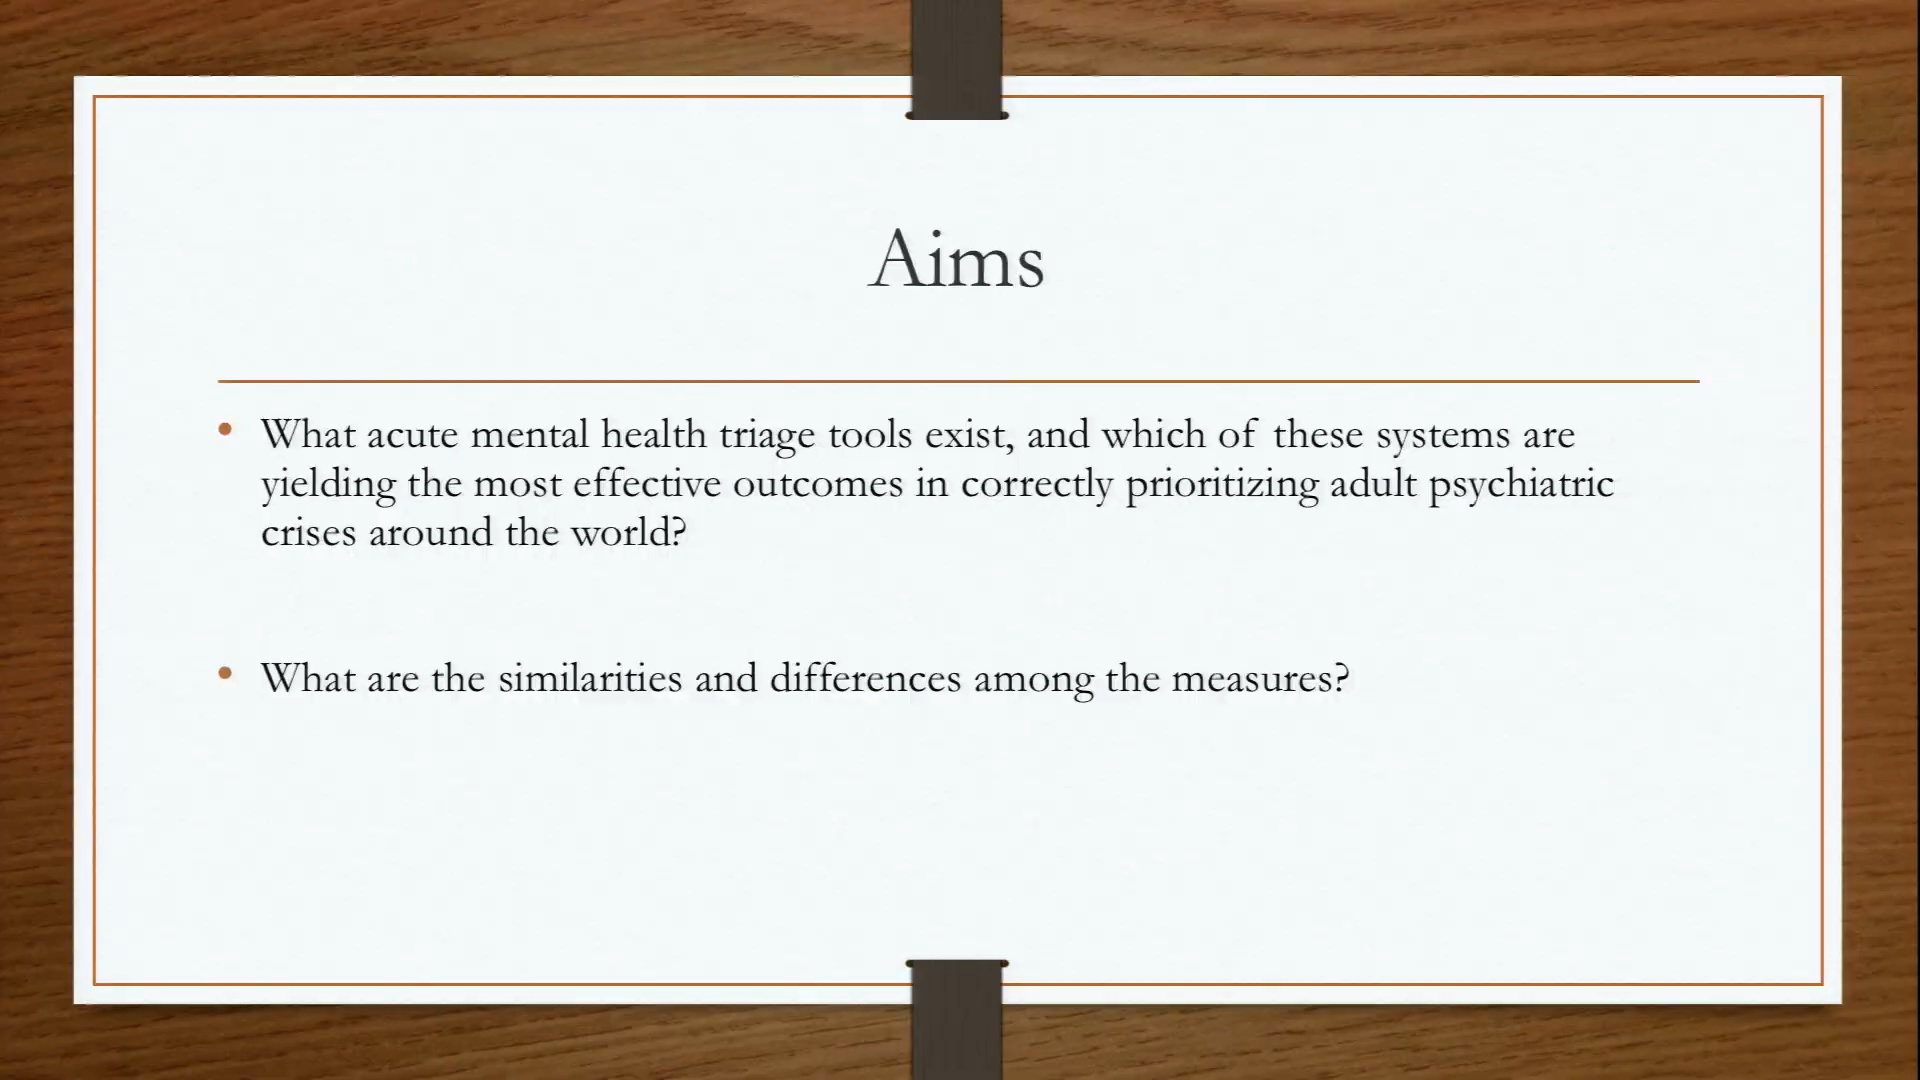 Aims
• What acute mental health triage tools exist, and which of these systems are
yielding the most effective outcomes in correctly prioritizing adult psychiatric
crises around the world?
• What are the similarities and differences among the measures?